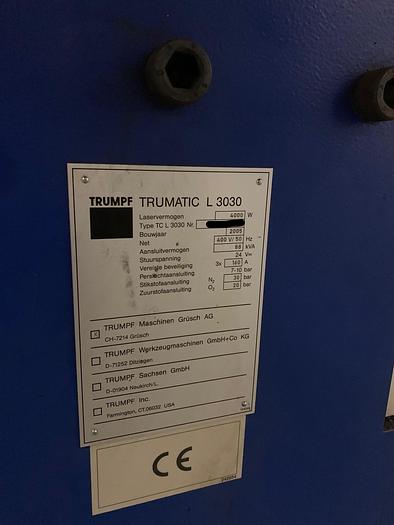 TRUMPF TRUMATIC L 3030
Laservermogen 4000 W
Type TC L 3030 Nr.
Bouwjaar 2005
Net 400 V/ 50 Hz ~
Aansluitvermogen 88 kVA
Stuurspanning 24 V=
Vereiste beveiliging 3x 160 A
Perslechtaansluiting 7-10 bar
Stikstofaansluiting N2 30 bar
Zuurstofaansluiting O2 20 bar
x TRUMPF Maschinen Grüsch AG
CH-7214 Grüsch
TRUMPF Werkzeugmaschinen GmbH+Co KG
D-71252 Ditzingen
TRUMPF Sachsen GmbH
D-01904 Neukirch/L.
TRUMPF Inc.
Farmington, CT.06032 USA
CE